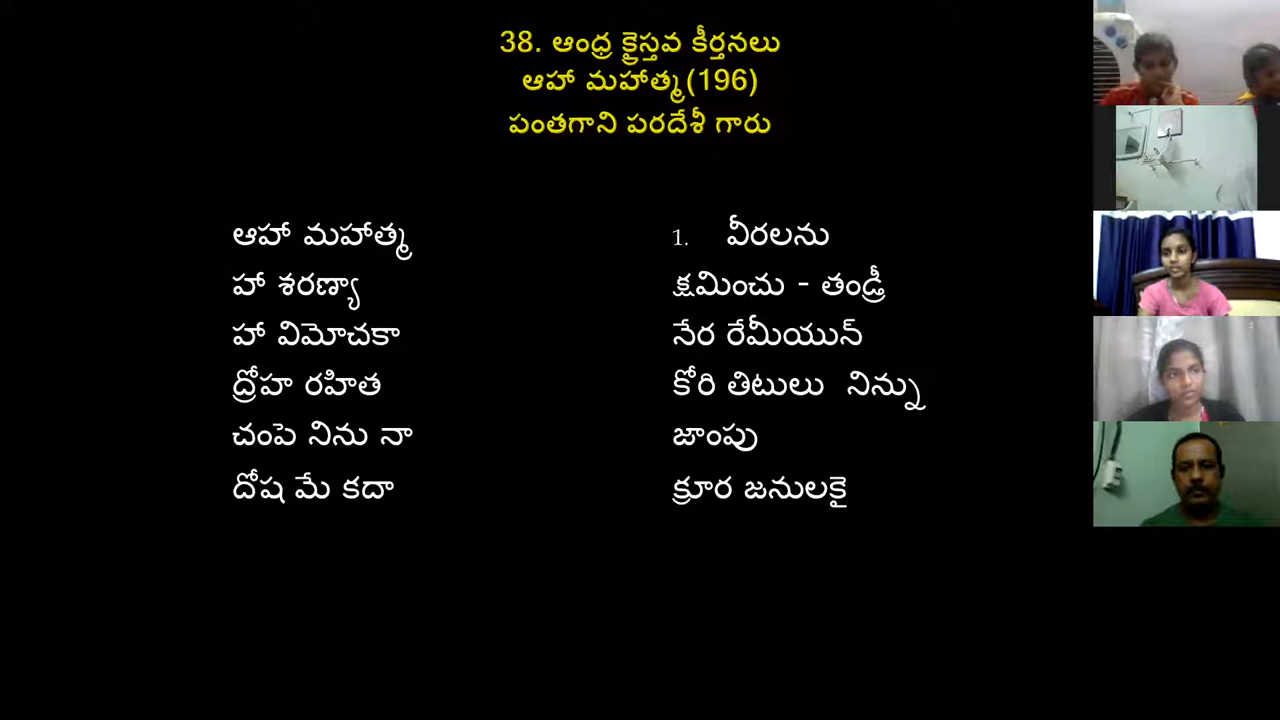 38. ఆంధ్ర క్రైస్తవ కీర్తనలు
ఆహా మహాత్మ(196)
పంతగాని పరదేశీ గారు
ఆహా మహాత్మ
హా శరణ్యా
హా విమోచకా
ద్రోహ రహిత
చంపె నిను నా
దోష మే కదా
1. వీరలను
క్షమించు - తండ్రీ
నేర రేమీయున్
కోరి తిటులు నిన్ను
జాంపు
క్రూర జనులకై